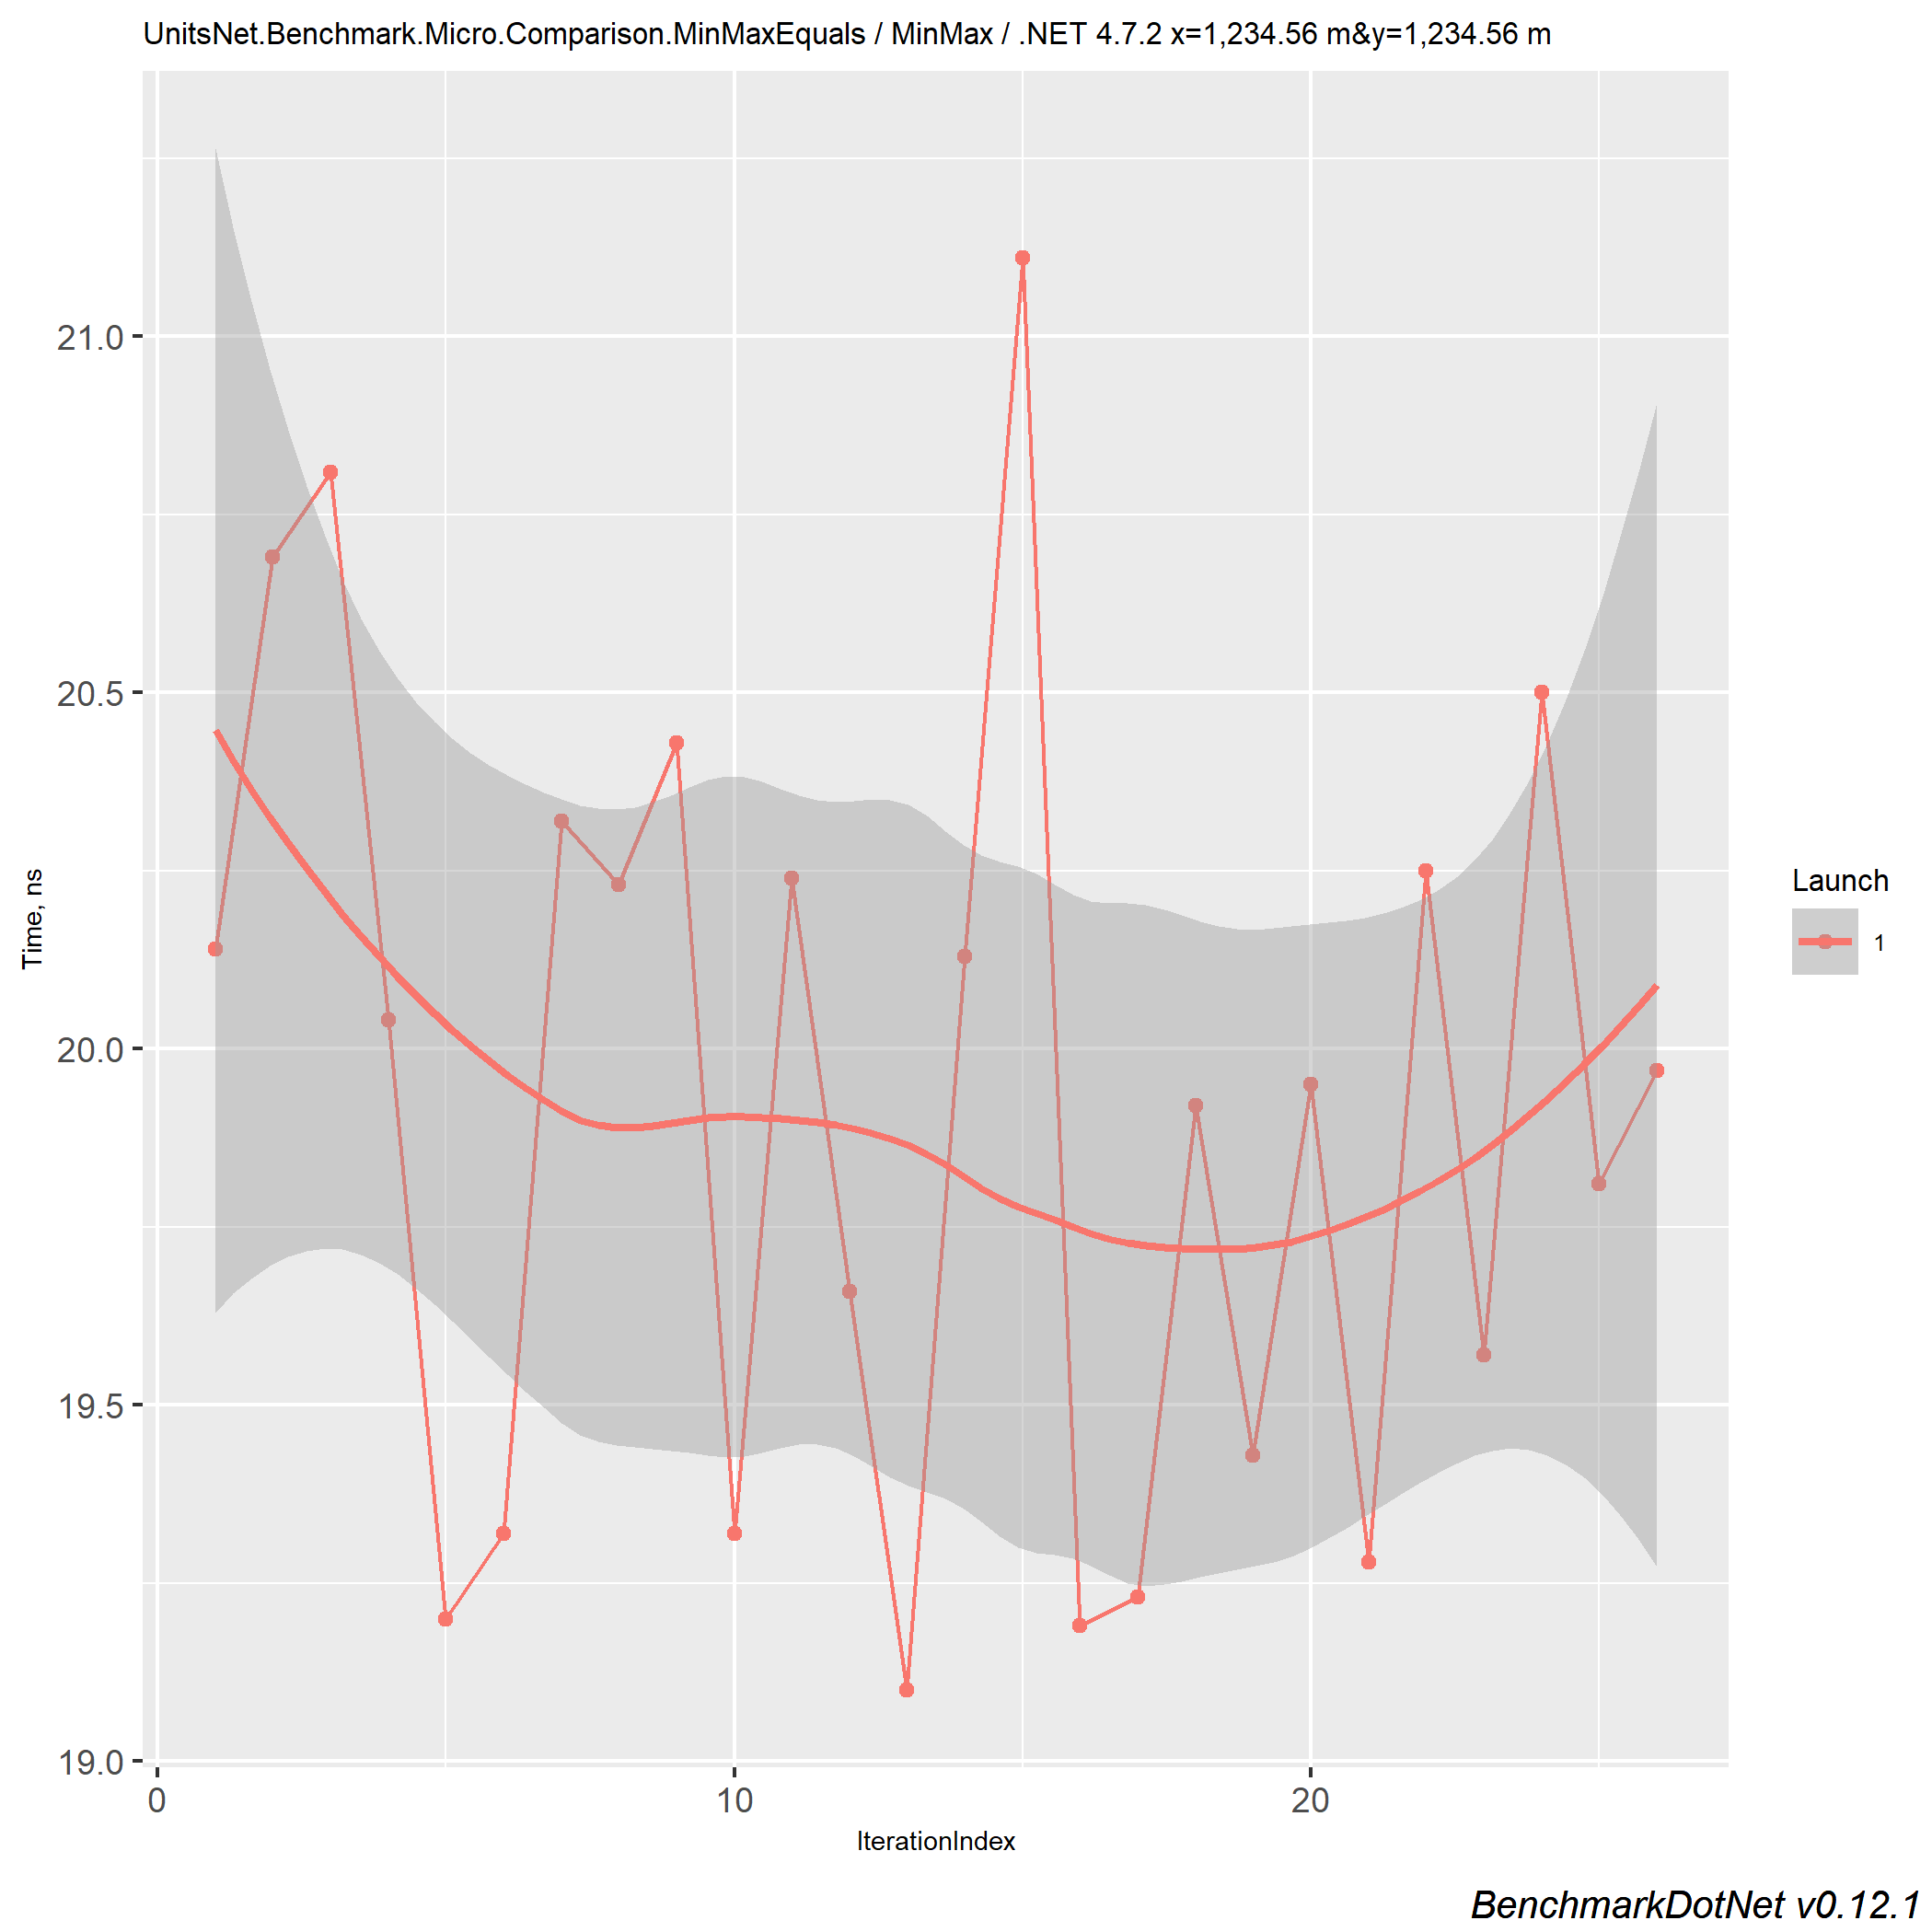 UnitsNet.Benchmark.Micro.Comparison.MinMaxEquals / MinMax / .NET 4.7.2 x=1,234.56 m&y=1,234.56 m
21.0
20.5
20.0
19.5
19.0
Time, ns
0 10 20
IterationIndex
Launch
1
BenchmarkDotNet v0.12.1